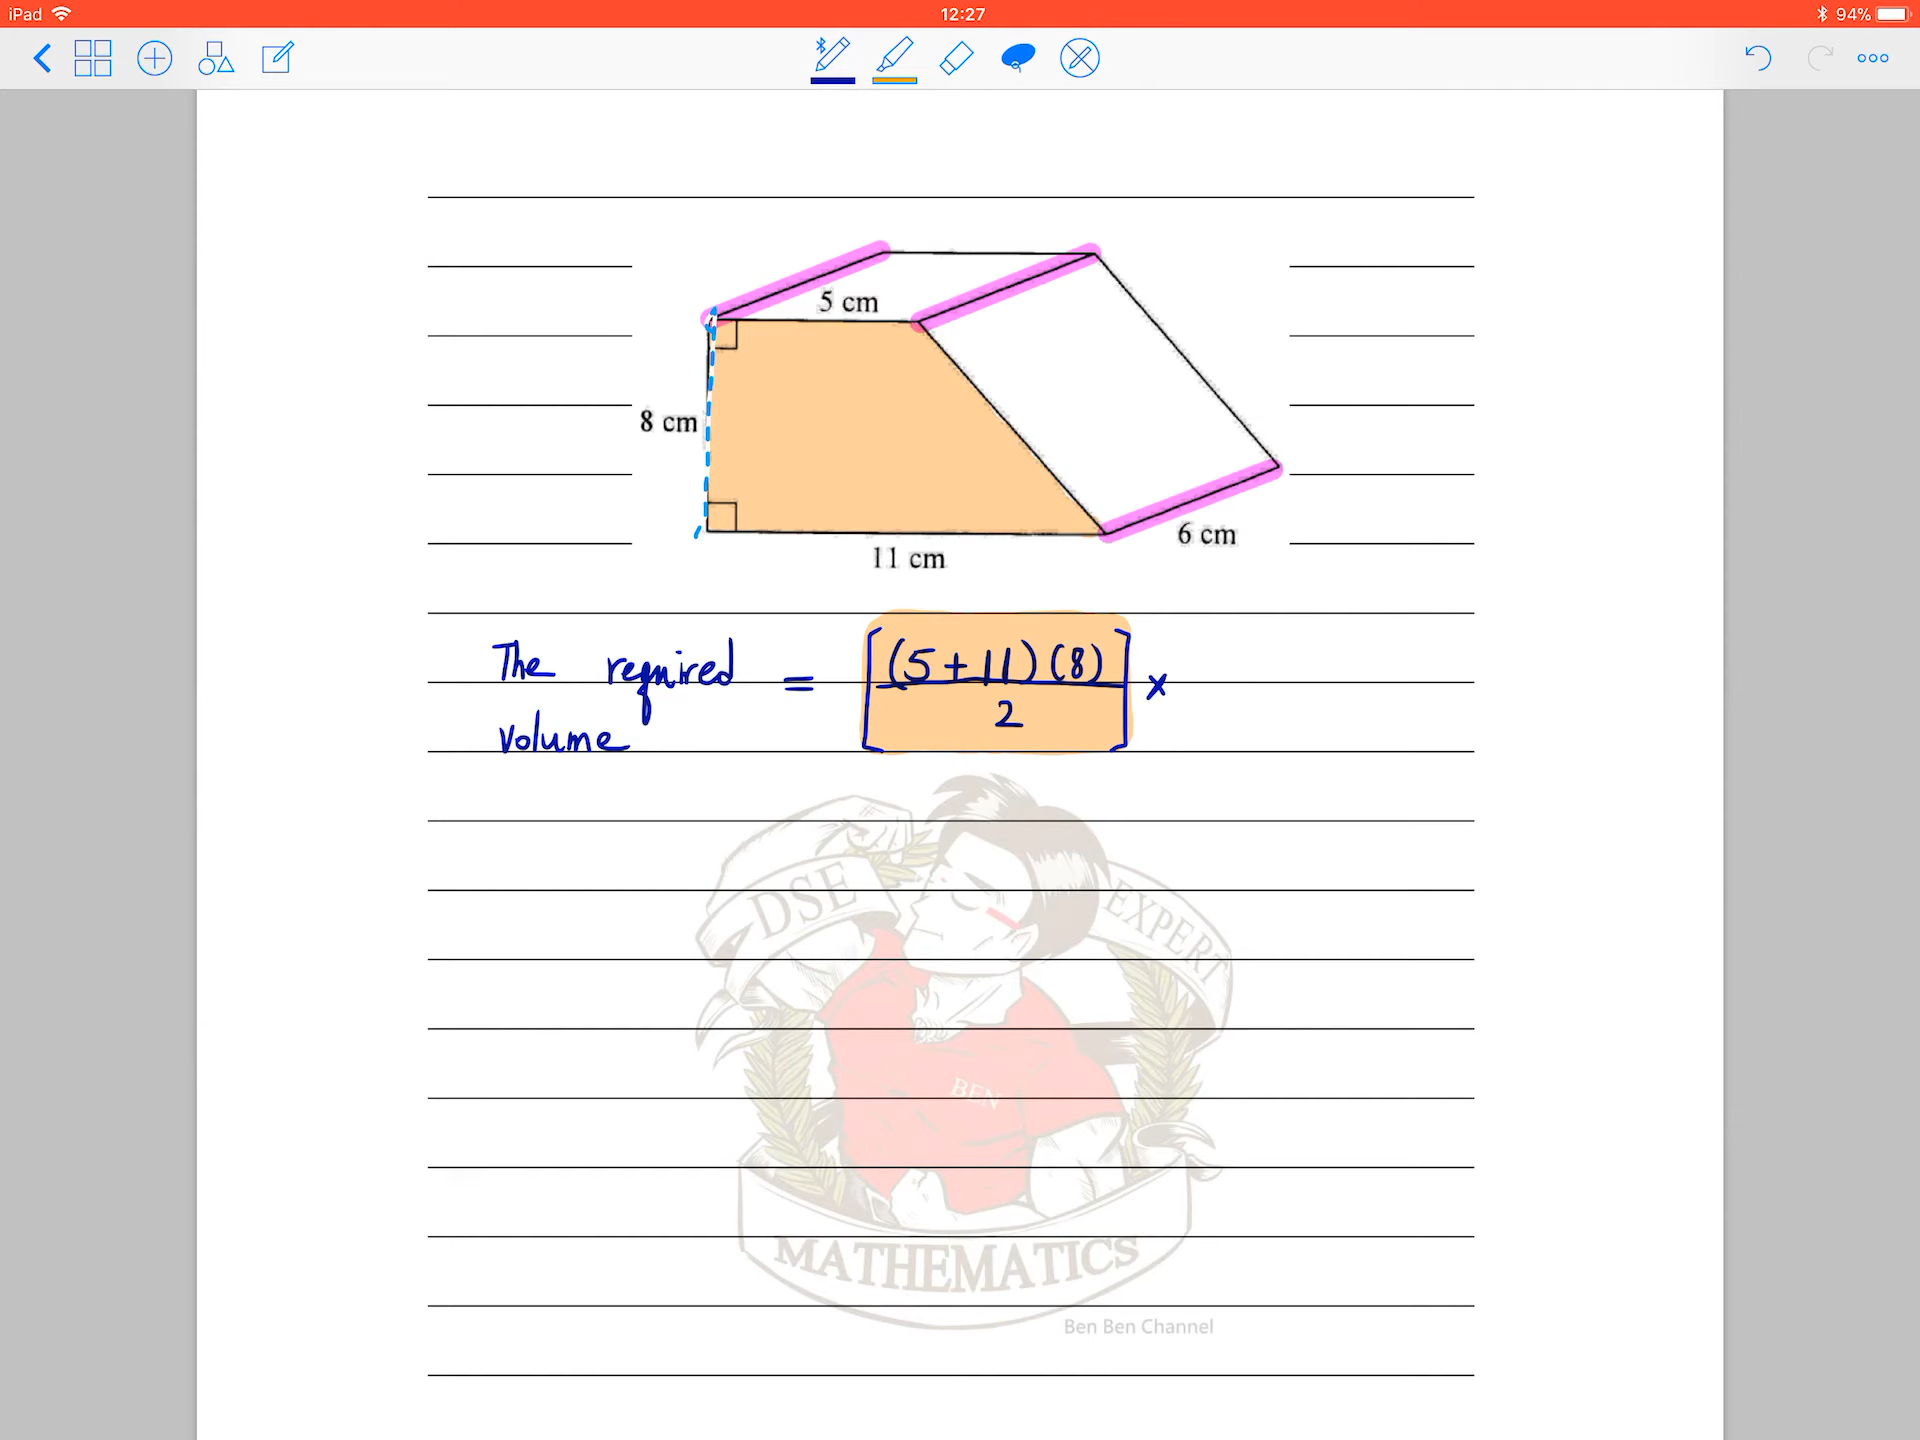 iPad 12:27 94%
5 cm
8 cm
11 cm
6 cm
The required = [(5+11)(8)/2] ×
volume
DSE EXPERT
BEN
MATHEMATICS
Ben Ben Channel